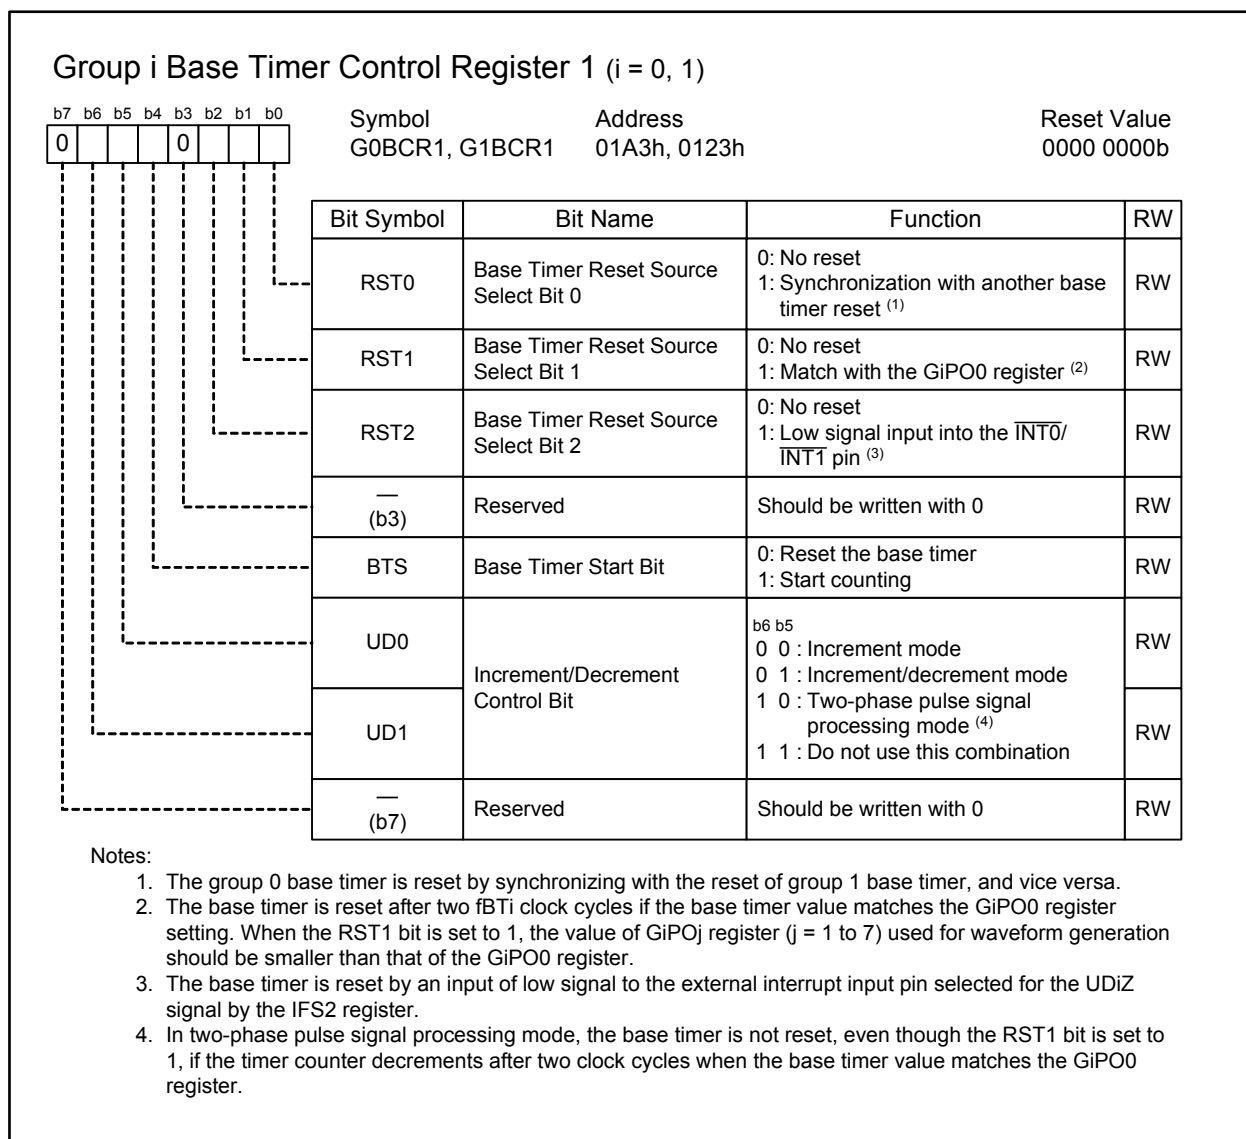 Group i Base Timer Control Register 1 (i = 0, 1)
b7 b6 b5 b4 b3 b2 b1 b0
0 0
Symbol Address Reset Value
G0BCR1, G1BCR1 01A3h, 0123h 0000 0000b
Bit Symbol Bit Name Function RW
RST0
Base Timer Reset Source
Select Bit 0
0: No reset
1: Synchronization with another base
timer reset (1)
RW
RST1
Base Timer Reset Source
Select Bit 1
0: No reset
1: Match with the GiPO0 register (2)
RW
RST2
Base Timer Reset Source
Select Bit 2
0: No reset
1: Low signal input into the INT0/
INT1 pin (3)
RW
—
(b3)
Reserved
Should be written with 0
RW
BTS
Base Timer Start Bit
0: Reset the base timer
1: Start counting
RW
UD0
UD1
Increment/Decrement
Control Bit
b6 b5
0 0 : Increment mode
0 1 : Increment/decrement mode
1 0 : Two-phase pulse signal
processing mode (4)
1 1 : Do not use this combination
RW
RW
—
(b7)
Reserved
Should be written with 0
RW
Notes:
1. The group 0 base timer is reset by synchronizing with the reset of group 1 base timer, and vice versa.
2. The base timer is reset after two fBTi clock cycles if the base timer value matches the GiPO0 register
setting. When the RST1 bit is set to 1, the value of GiPOj register (j = 1 to 7) used for waveform generation
should be smaller than that of the GiPO0 register.
3. The base timer is reset by an input of low signal to the external interrupt input pin selected for the UDiZ
signal by the IFS2 register.
4. In two-phase pulse signal processing mode, the base timer is not reset, even though the RST1 bit is set to
1, if the timer counter decrements after two clock cycles when the base timer value matches the GiPO0
register.